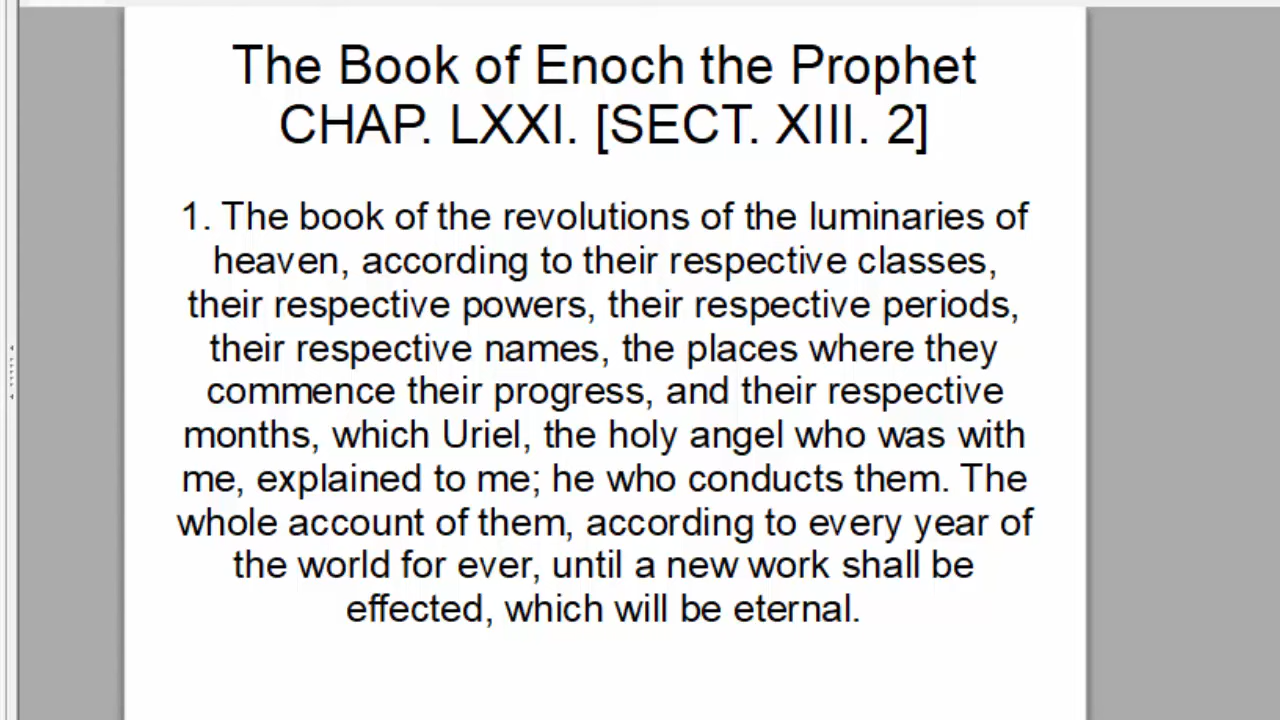 The Book of Enoch the Prophet
CHAP. LXXI. [SECT. XIII. 2]
1. The book of the revolutions of the luminaries of
heaven, according to their respective classes,
their respective powers, their respective periods,
their respective names, the places where they
commence their progress, and their respective
months, which Uriel, the holy angel who was with
me, explained to me; he who conducts them. The
whole account of them, according to every year of
the world for ever, until a new work shall be
effected, which will be eternal.